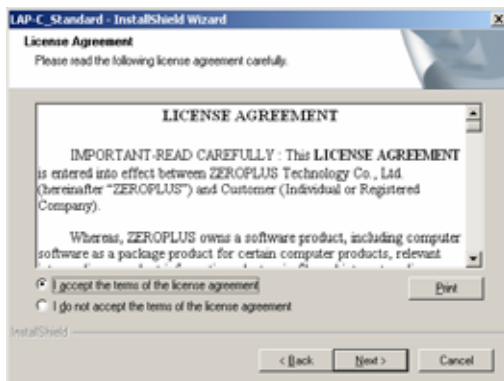 LAP-C_Standard - InstallShield Wizard
License Agreement
Please read the following license agreement carefully.
LICENSE AGREEMENT
IMPORTANT-READ CAREFULLY : This LICENSE AGREEMENT
is entered into effect between ZEROPLUS Technology Co., Ltd.
(hereinafter "ZEROPLUS") and Customer (Individual or Registered
Company).
Whereas, ZEROPLUS owns a software product, including computer
software as a package product for certain computer products, relevant
I accept the terms of the license agreement
Print
I do not accept the terms of the license agreement
InstallShield
< Back
Next >
Cancel